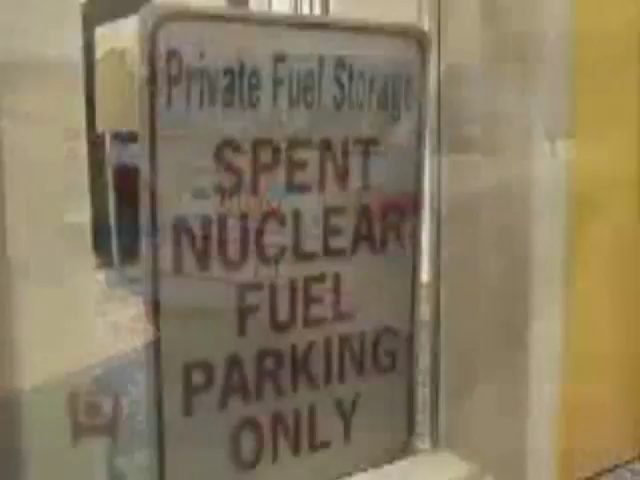 Private Fuel Storage
SPENT
NUCLEAR
FUEL
PARKING
ONLY